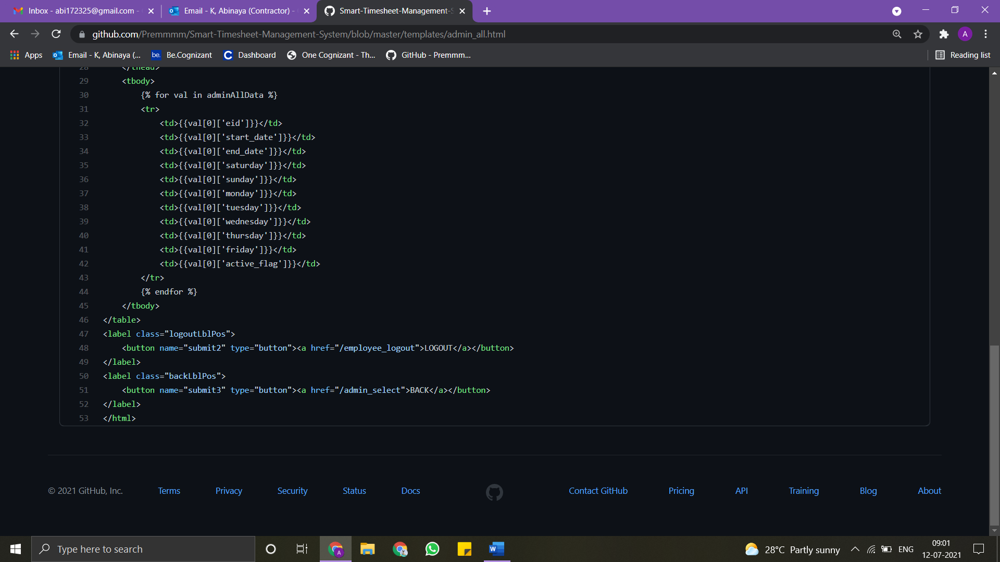 Inbox - abi172325@gmail.com -
Email - K, Abinaya (Contractor) -
Smart-Timesheet-Management-S
github.com/Premmmm/Smart-Timesheet-Management-System/blob/master/templates/admin_all.html
A
Apps
Email - K, Abinaya (...
be. Be.Cognizant
Dashboard
One Cognizant - Th...
GitHub - Premmm...
Reading list
28 </thead>
29 <tbody>
30 {% for val in adminAllData %}
31 <tr>
32 <td>{{val[0]['eid']}}</td>
33 <td>{{val[0]['start_date']}}</td>
34 <td>{{val[0]['end_date']}}</td>
35 <td>{{val[0]['saturday']}}</td>
36 <td>{{val[0]['sunday']}}</td>
37 <td>{{val[0]['monday']}}</td>
38 <td>{{val[0]['tuesday']}}</td>
39 <td>{{val[0]['wednesday']}}</td>
40 <td>{{val[0]['thursday']}}</td>
41 <td>{{val[0]['friday']}}</td>
42 <td>{{val[0]['active_flag']}}</td>
43 </tr>
44 {% endfor %}
45 </tbody>
46 </table>
47 <label class="logoutLblPos">
48 <button name="submit2" type="button"><a href="/employee_logout">LOGOUT</a></button>
49 </label>
50 <label class="backLblPos">
51 <button name="submit3" type="button"><a href="/admin_select">BACK</a></button>
52 </label>
53 </html>
© 2021 GitHub, Inc. Terms Privacy Security Status Docs Contact GitHub Pricing API Training Blog About
Type here to search
28°C Partly sunny
ENG
09:01
12-07-2021